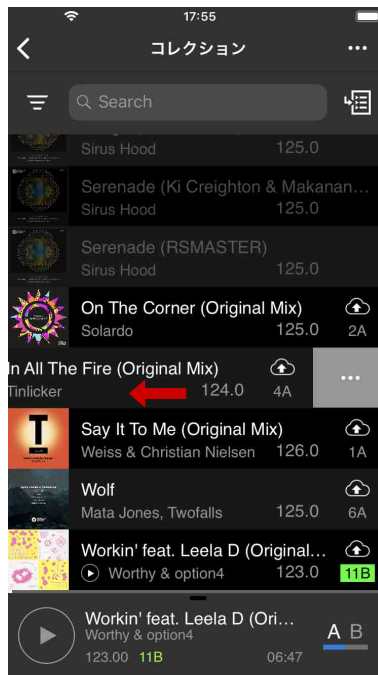 17:55
コレクション
Search
Sirus Hood 125.0
Serenade (Ki Creighton & Makanan...
Sirus Hood 125.0
Serenade (RSMASTER)
Sirus Hood 125.0
On The Corner (Original Mix)
Solardo 125.0 2A
In All The Fire (Original Mix)
Tinlicker 124.0 4A
Say It To Me (Original Mix)
Weiss & Christian Nielsen 126.0 1A
Wolf
Mata Jones, Twofalls 125.0 6A
Workin' feat. Leela D (Original...
Worthy & option4 123.0 11B
Workin' feat. Leela D (Ori...
Worthy & option4
A B
123.00 11B 06:47